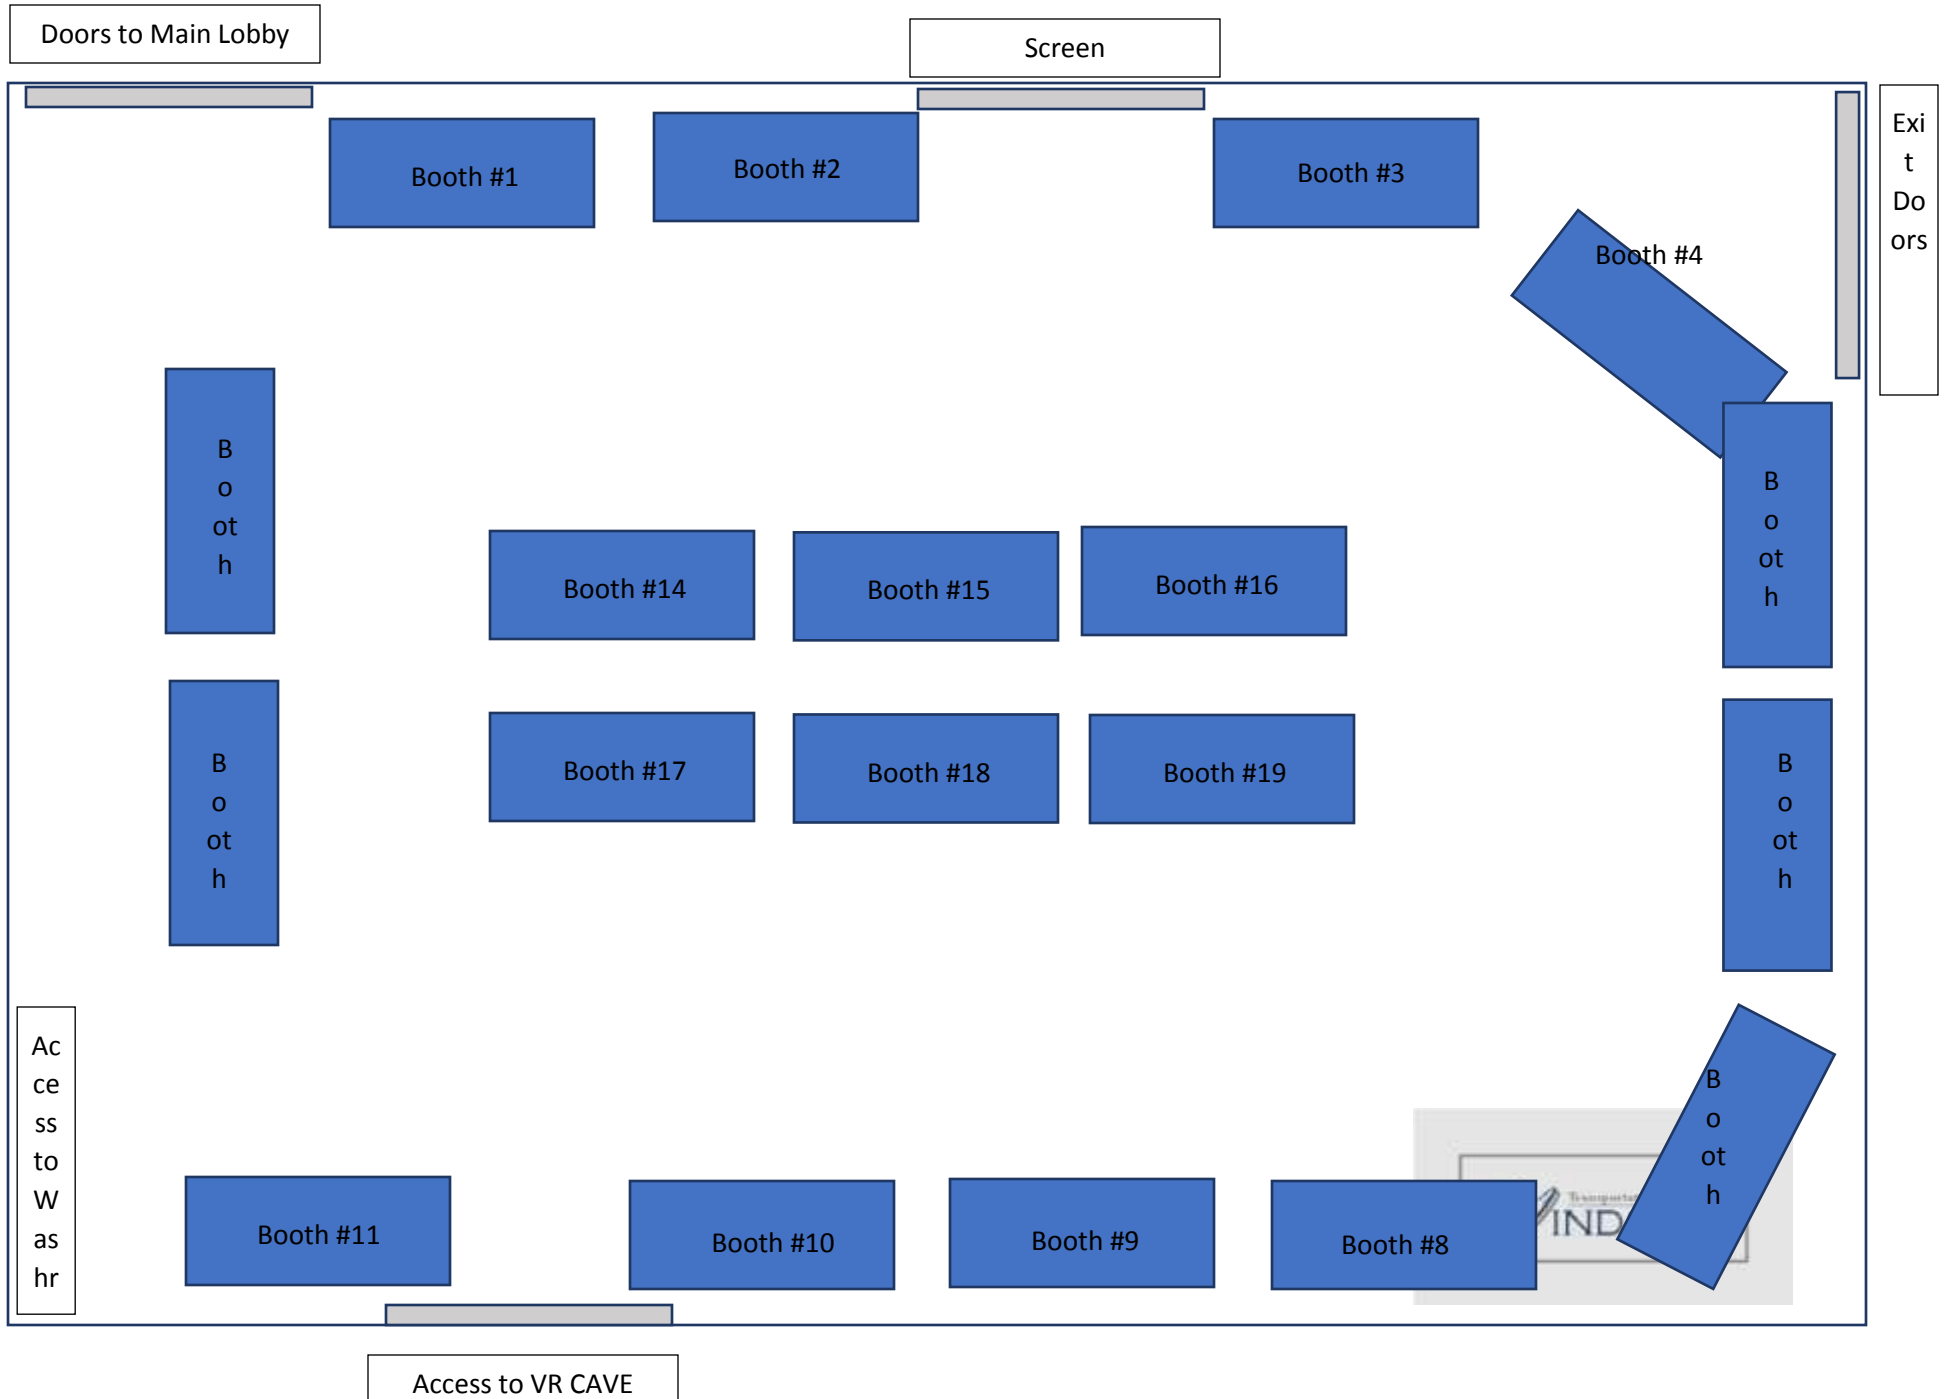 Doors to Main Lobby
Screen
Exi
t
Do
ors
Booth #1
Booth #2
Booth #3
Booth #4
B
o
ot
h
B
o
ot
h
Booth #14
Booth #15
Booth #16
Booth #17
Booth #18
Booth #19
B
o
ot
h
B
o
ot
h
Ac
ce
ss
to
W
as
hr
B
o
ot
h
Booth #11
Booth #10
Booth #9
Booth #8
IND
Access to VR CAVE